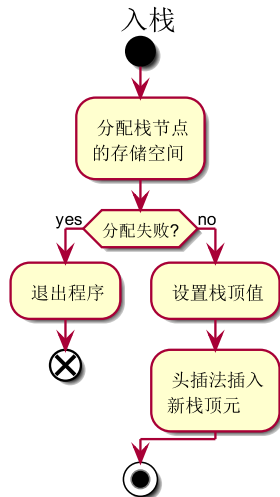 入栈
分配栈节点
的存储空间
yes
分配失败?
no
退出程序
设置栈顶值
头插法插入
新栈顶元